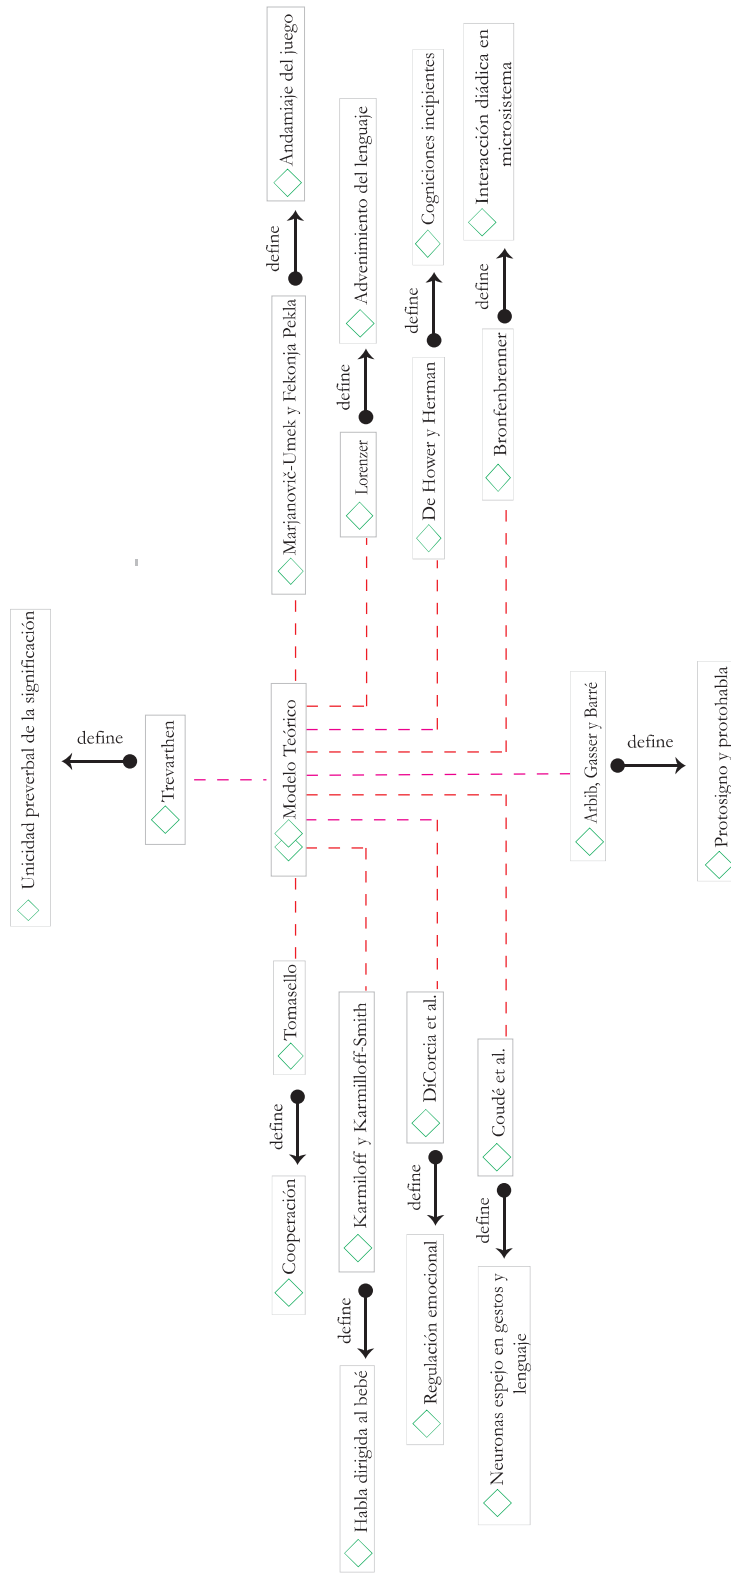 Unicidad preverbal de la significación
define
Trevarthen
Modelo Teórico
Marjanovič-Umek y Fekonja Pekla
define
Andamiaje del juego
Lorenzer
define
Advenimiento del lenguaje
De Hower y Herman
define
Cogniciones incipientes
Bronfenbrenner
define
Interacción diádica en
microsistema
Tomasello
define
Cooperación
Karmiloff y Karmilloff-Smith
define
Habla dirigida al bebé
DiCorcia et al.
define
Regulación emocional
Coudé et al.
define
Neuronas espejo en gestos y
lenguaje
Arbib, Gasser y Barré
define
Protosigno y protohabla